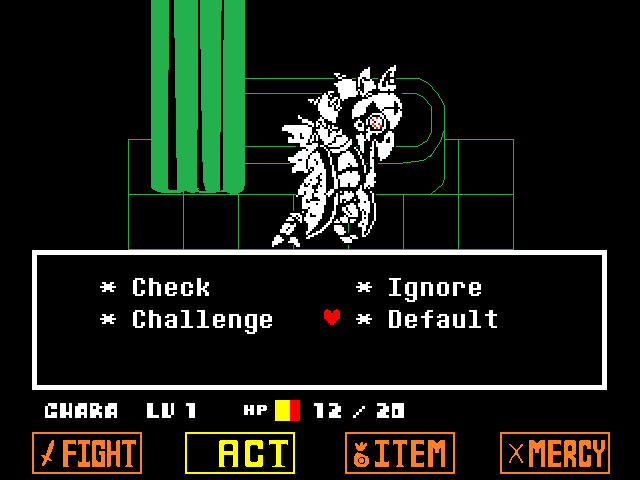 * Check * Ignore
* Challenge * Default
CHARA LV 1 HP 12 / 20
FIGHT ACT ITEM MERCY